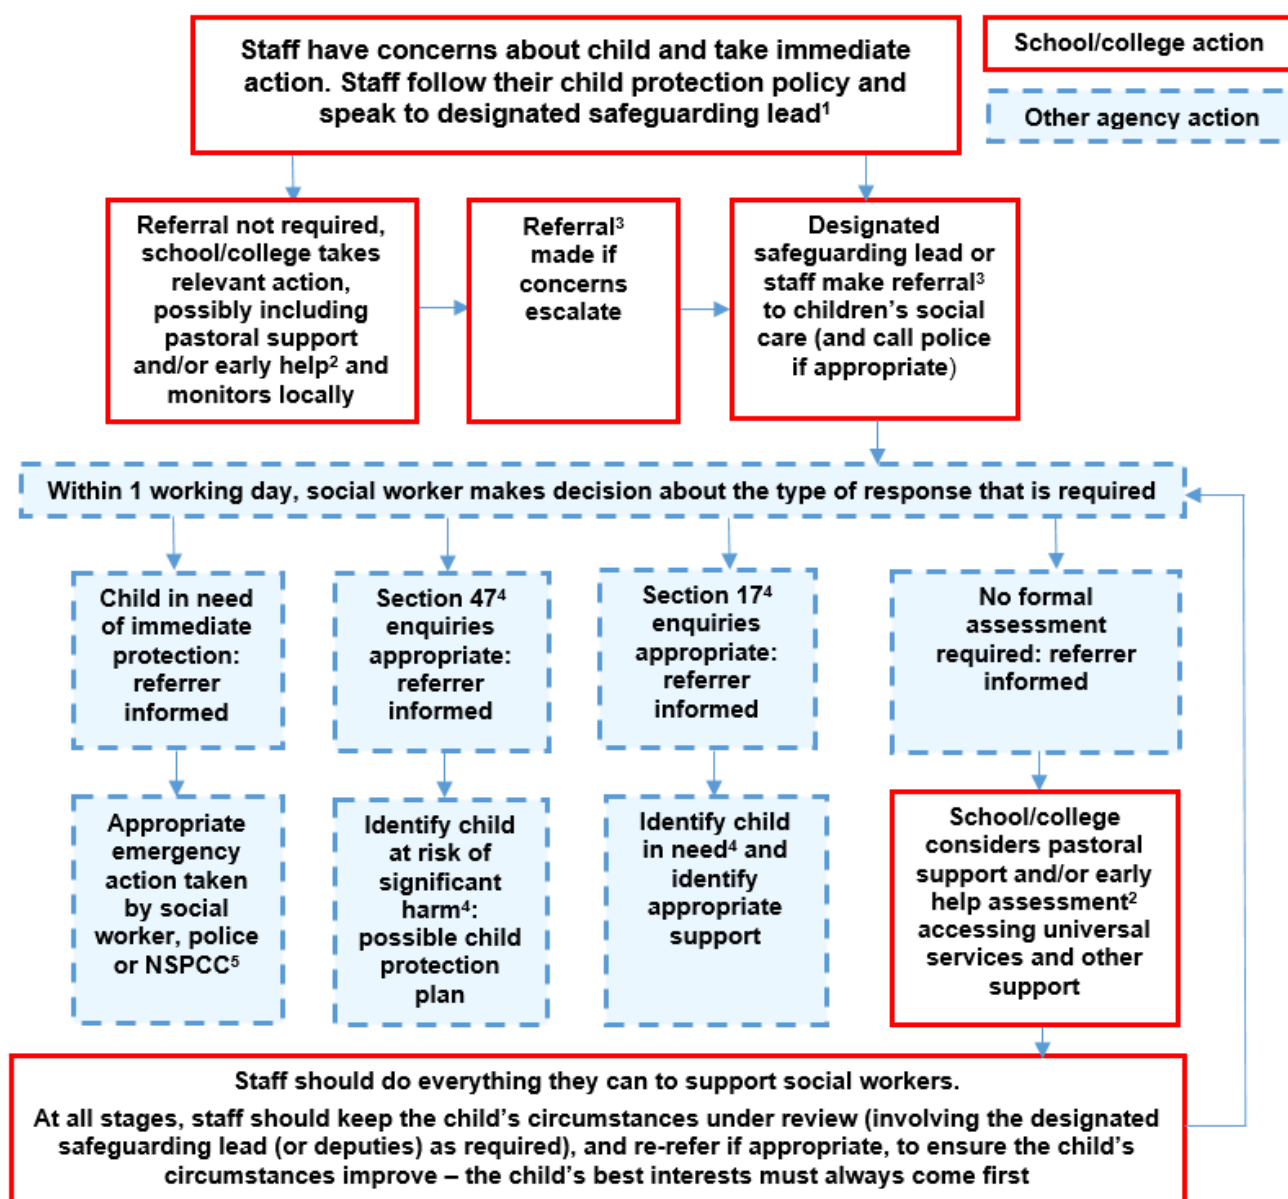 Staff have concerns about child and take immediate
action. Staff follow their child protection policy and
speak to designated safeguarding lead¹
School/college action
Other agency action
Referral not required,
school/college takes
relevant action,
possibly including
pastoral support
and/or early help² and
monitors locally
Referral³
made if
concerns
escalate
Designated
safeguarding lead or
staff make referral³
to children’s social
care (and call police
if appropriate)
Within 1 working day, social worker makes decision about the type of response that is required
Child in need
of immediate
protection:
referrer
informed
Section 47⁴
enquiries
appropriate:
referrer
informed
Section 17⁴
enquiries
appropriate:
referrer
informed
No formal
assessment
required: referrer
informed
Appropriate
emergency
action taken
by social
worker, police
or NSPCC⁵
Identify child
at risk of
significant
harm⁴:
possible child
protection
plan
Identify child
in need⁴ and
identify
appropriate
support
School/college
considers pastoral
support and/or early
help assessment²
accessing universal
services and other
support
Staff should do everything they can to support social workers.
At all stages, staff should keep the child’s circumstances under review (involving the designated
safeguarding lead (or deputies) as required), and re-refer if appropriate, to ensure the child’s
circumstances improve – the child’s best interests must always come first